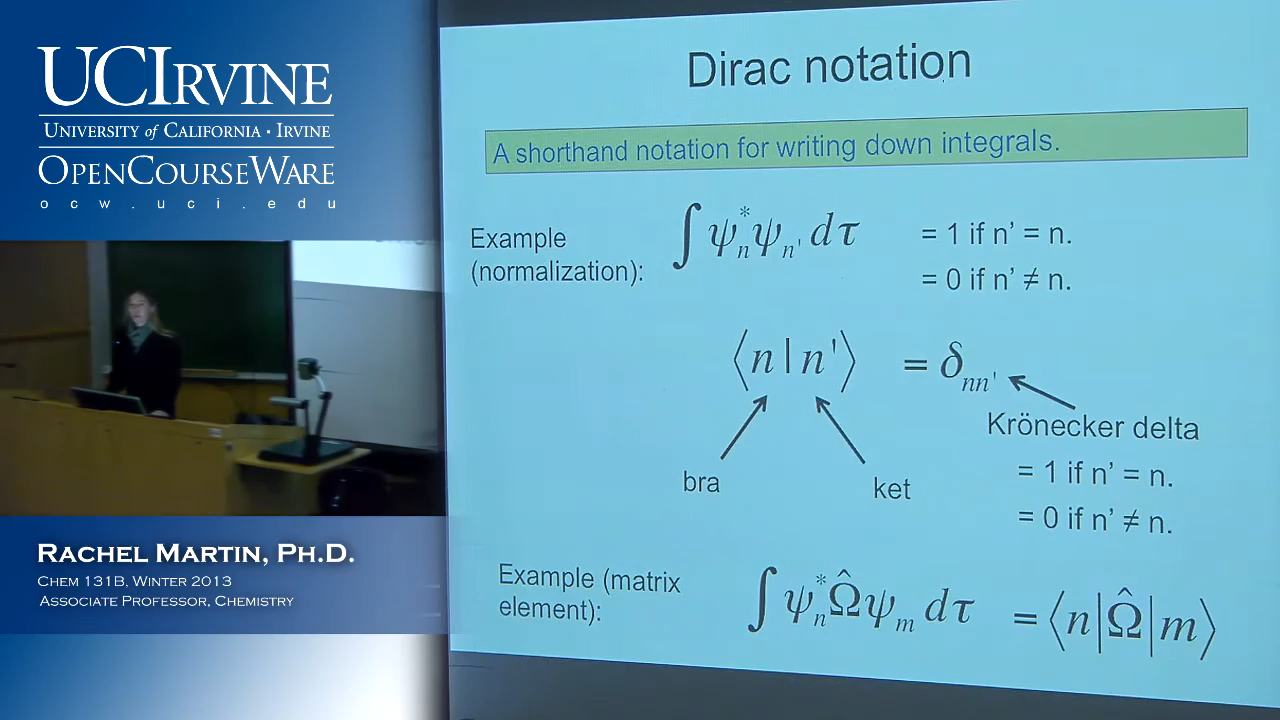 UCIRVINE
UNIVERSITY of CALIFORNIA · IRVINE
OPENCOURSEWARE
ocw.uci.edu
RACHEL MARTIN, PH.D.
CHEM 131B, WINTER 2013
ASSOCIATE PROFESSOR, CHEMISTRY
Dirac notation
A shorthand notation for writing down integrals.
Example
(normalization):
∫ψ*ₙψₙ' dτ
= 1 if n' = n.
= 0 if n' ≠ n.
⟨n|n'⟩ = δₙₙ'
Krönecker delta
= 1 if n' = n.
= 0 if n' ≠ n.
bra
ket
Example (matrix
element):
∫ψ*ₙΩ̂ψₘ dτ = ⟨n|Ω̂|m⟩